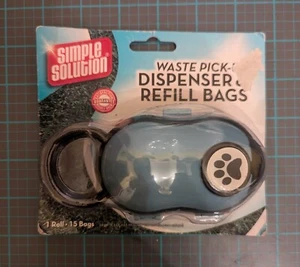 SIMPLE
SOLUTION
WASTE PICK-
DISPENSER &
REFILL BAGS
1 Roll • 15 Bags